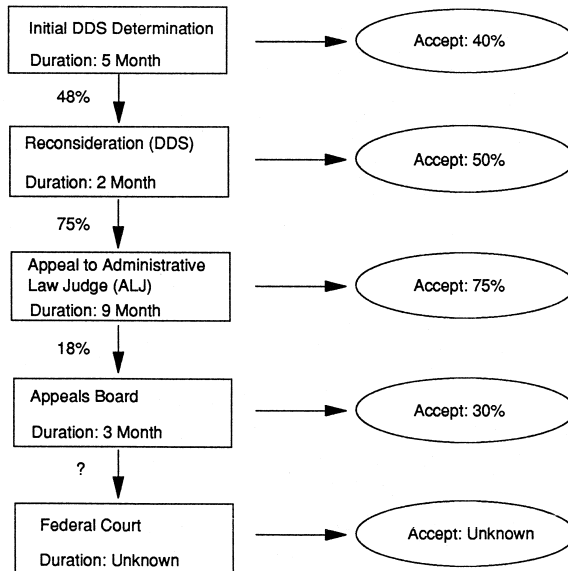 Initial DDS Determination
Duration: 5 Month
Accept: 40%
48%
Reconsideration (DDS)
Duration: 2 Month
Accept: 50%
75%
Appeal to Administrative
Law Judge (ALJ)
Duration: 9 Month
Accept: 75%
18%
Appeals Board
Duration: 3 Month
Accept: 30%
?
Federal Court
Duration: Unknown
Accept: Unknown